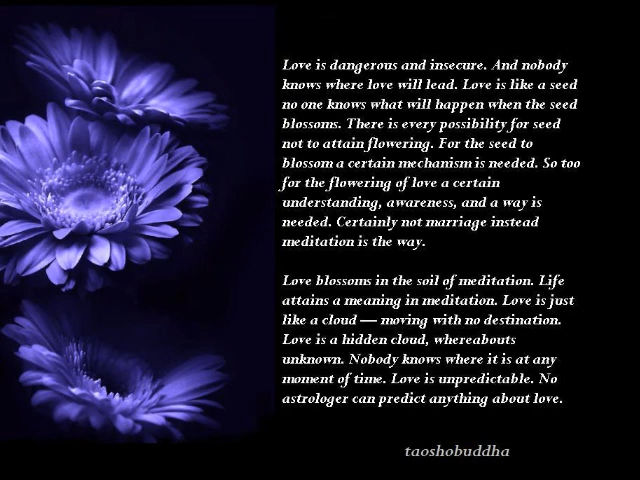 Love is dangerous and insecure. And nobody
knows where love will lead. Love is like a seed
no one knows what will happen when the seed
blossoms. There is every possibility for seed
not to attain flowering. For the seed to
blossom a certain mechanism is needed. So too
for the flowering of love a certain
understanding, awareness, and a way is
needed. Certainly not marriage instead
meditation is the way.

Love blossoms in the soil of meditation. Life
attains a meaning in meditation. Love is just
like a cloud — moving with no destination.
Love is a hidden cloud, whereabouts
unknown. Nobody knows where it is at any
moment of time. Love is unpredictable. No
astrologer can predict anything about love.

taoshobuddha